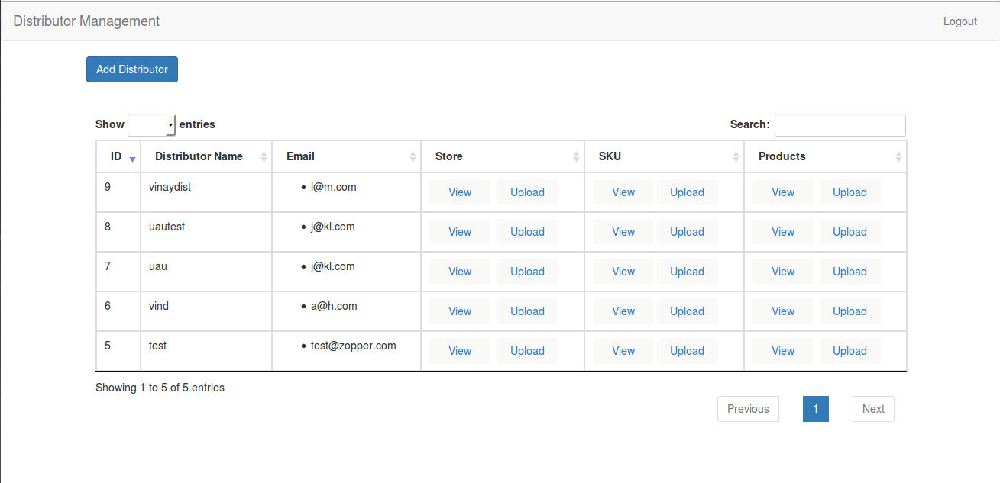 Distributor Management Logout
Add Distributor
Show entries Search:
ID Distributor Name Email Store SKU Products
9 vinaydist • l@m.com View Upload View Upload View Upload
8 uautest • j@kl.com View Upload View Upload View Upload
7 uau • j@kl.com View Upload View Upload View Upload
6 vind • a@h.com View Upload View Upload View Upload
5 test • test@zopper.com View Upload View Upload View Upload
Showing 1 to 5 of 5 entries
Previous 1 Next